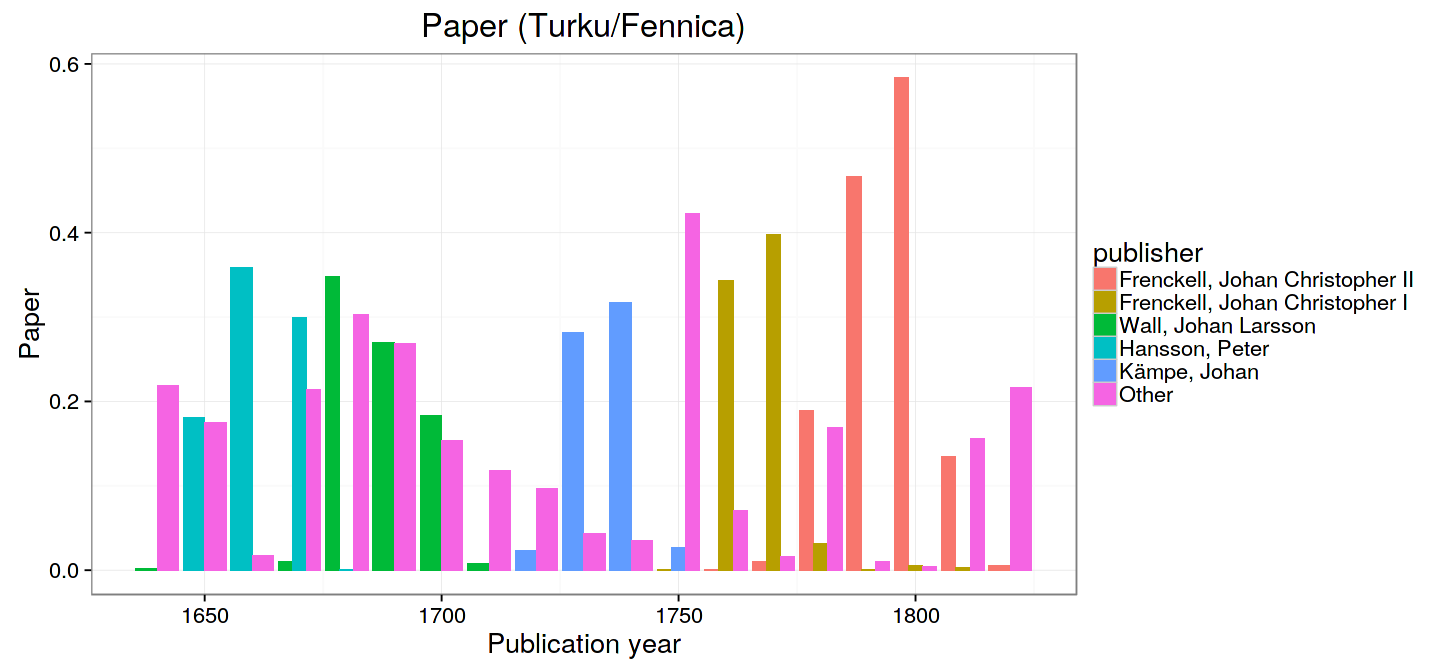 Paper (Turku/Fennica)
0.6
0.4
0.2
0.0
Paper
1650 1700 1750 1800
Publication year
publisher
Frenckell, Johan Christopher II
Frenckell, Johan Christopher I
Wall, Johan Larsson
Hansson, Peter
Kämpe, Johan
Other